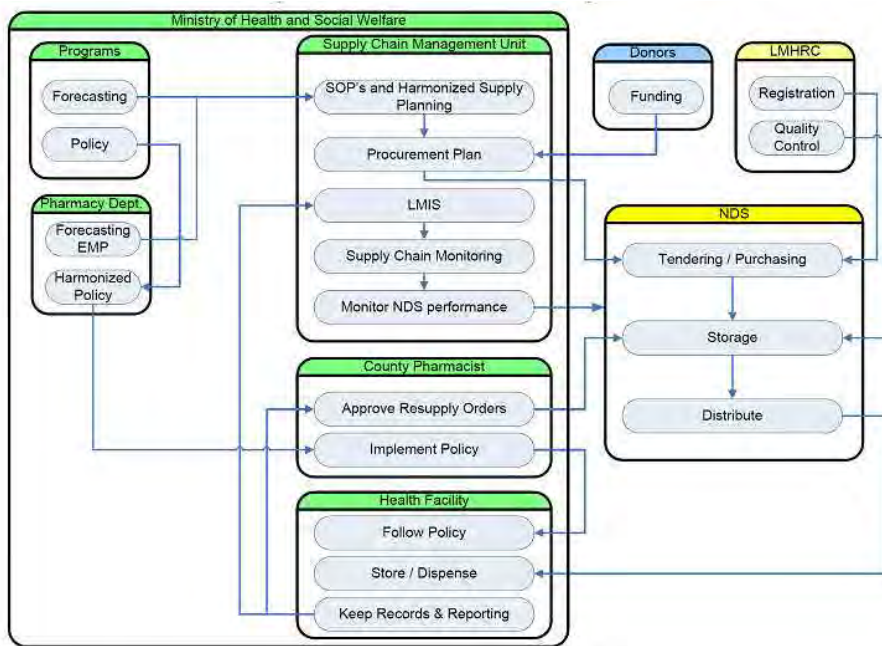 Ministry of Health and Social Welfare
Programs
Forecasting
Policy
Pharmacy Dept.
Forecasting
EMP
Harmonized
Policy
Supply Chain Management Unit
SOP's and Harmonized Supply
Planning
Procurement Plan
LMIS
Supply Chain Monitoring
Monitor NDS performance
County Pharmacist
Approve Resupply Orders
Implement Policy
Health Facility
Follow Policy
Store / Dispense
Keep Records & Reporting
Donors
Funding
LMHRC
Registration
Quality
Control
NDS
Tendering / Purchasing
Storage
Distribute